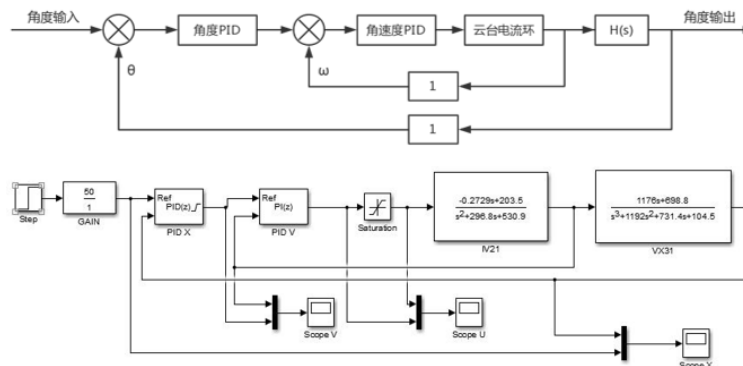 角度输入
角度PID
角速度PID
云台电流环
H(s)
角度输出
θ
ω
1
1
Step
50
1
GAIN
Ref
PID(z)
PID X
Ref
PI(z)
PID V
Saturation
-0.2729s+203.5
s²+296.8s+530.9
IV21
1176s+698.8
s³+1192s²+731.4s+104.5
VX31
Scope V
Scope U